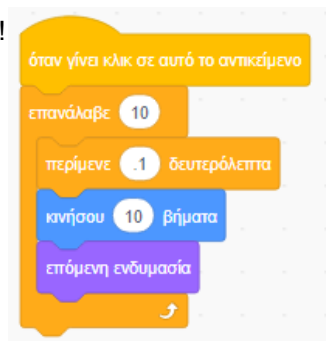 !
όταν γίνει κλικ σε αυτό το αντικείμενο
επανάλαβε 10
περίμενε .1 δευτερόλεπτα
κινήσου 10 βήματα
επόμενη ενδυμασία